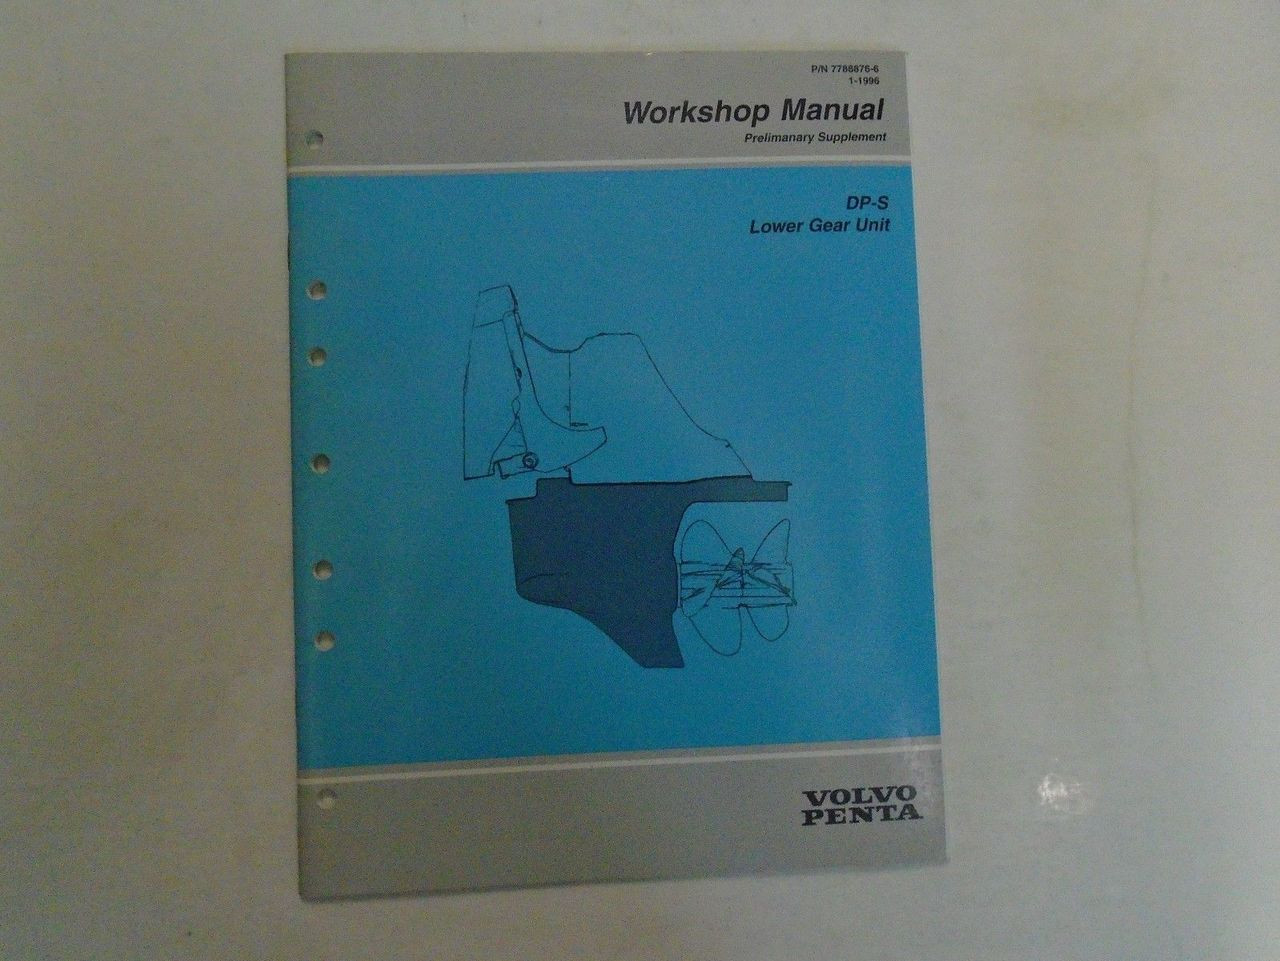 P/N 7788876-6
1-1996
Workshop Manual
Prelimanary Supplement
DP-S
Lower Gear Unit
VOLVO
PENTA